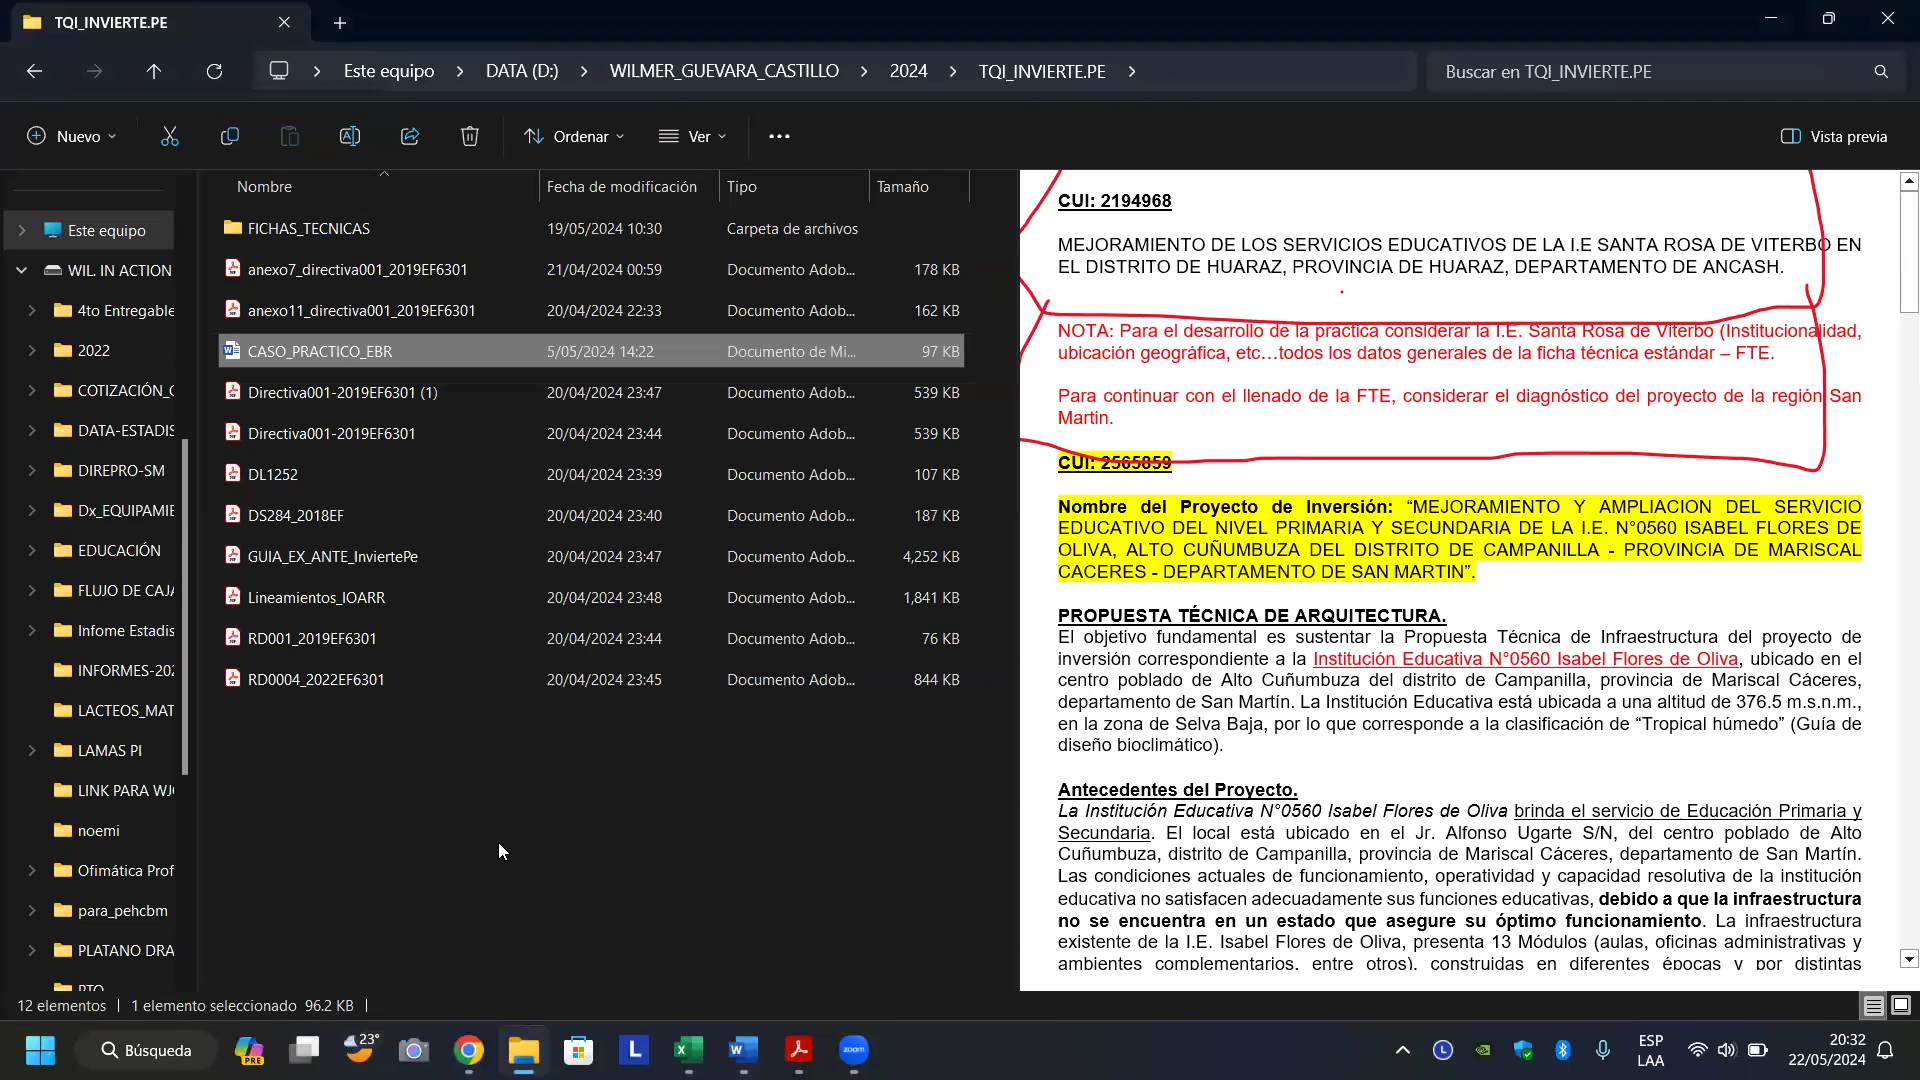 TQI_INVIERTE.PE
Este equipo
DATA (D:)
WILMER_GUEVARA_CASTILLO
2024
TQI_INVIERTE.PE
Buscar en TQI_INVIERTE.PE
Nuevo
Ordenar
Ver
Vista previa
Nombre
Fecha de modificación
Tipo
Tamaño
Este equipo
WIL. IN ACTION
4to Entregable
2022
COTIZACIÓN_C
DATA-ESTADIS
DIREPRO-SM
Dx_EQUIPAMIE
EDUCACIÓN
FLUJO DE CAJA
Infome Estadis
INFORMES-202
LACTEOS_MAT
LAMAS PI
LINK PARA WJ
noemi
Ofimática Prof
para_pehcbm
PLATANO DRA
PTO
FICHAS_TECNICAS 19/05/2024 10:30 Carpeta de archivos
anexo7_directiva001_2019EF6301 21/04/2024 00:59 Documento Adob... 178 KB
anexo11_directiva001_2019EF6301 20/04/2024 22:33 Documento Adob... 162 KB
CASO_PRACTICO_EBR 5/05/2024 14:22 Documento de Mi... 97 KB
Directiva001-2019EF6301 (1) 20/04/2024 23:47 Documento Adob... 539 KB
Directiva001-2019EF6301 20/04/2024 23:44 Documento Adob... 539 KB
DL1252 20/04/2024 23:39 Documento Adob... 107 KB
DS284_2018EF 20/04/2024 23:40 Documento Adob... 187 KB
GUIA_EX_ANTE_InviertePe 20/04/2024 23:47 Documento Adob... 4,252 KB
Lineamientos_IOARR 20/04/2024 23:48 Documento Adob... 1,841 KB
RD001_2019EF6301 20/04/2024 23:44 Documento Adob... 76 KB
RD0004_2022EF6301 20/04/2024 23:45 Documento Adob... 844 KB
CUI: 2194968
MEJORAMIENTO DE LOS SERVICIOS EDUCATIVOS DE LA I.E SANTA ROSA DE VITERBO EN
EL DISTRITO DE HUARAZ, PROVINCIA DE HUARAZ, DEPARTAMENTO DE ANCASH.
NOTA: Para el desarrollo de la practica considerar la I.E. Santa Rosa de Viterbo (Institucionalidad,
ubicación geográfica, etc…todos los datos generales de la ficha técnica estándar – FTE.
Para continuar con el llenado de la FTE, considerar el diagnóstico del proyecto de la región San
Martin.
CUI: 2565859
Nombre del Proyecto de Inversión: “MEJORAMIENTO Y AMPLIACION DEL SERVICIO
EDUCATIVO DEL NIVEL PRIMARIA Y SECUNDARIA DE LA I.E. N°0560 ISABEL FLORES DE
OLIVA, ALTO CUÑUMBUZA DEL DISTRITO DE CAMPANILLA - PROVINCIA DE MARISCAL
CACERES - DEPARTAMENTO DE SAN MARTIN”.
PROPUESTA TÉCNICA DE ARQUITECTURA.
El objetivo fundamental es sustentar la Propuesta Técnica de Infraestructura del proyecto de
inversión correspondiente a la Institución Educativa N°0560 Isabel Flores de Oliva, ubicado en el
centro poblado de Alto Cuñumbuza del distrito de Campanilla, provincia de Mariscal Cáceres,
departamento de San Martín. La Institución Educativa está ubicada a una altitud de 376.5 m.s.n.m.,
en la zona de Selva Baja, por lo que corresponde a la clasificación de “Tropical húmedo” (Guía de
diseño bioclimático).
Antecedentes del Proyecto.
La Institución Educativa N°0560 Isabel Flores de Oliva brinda el servicio de Educación Primaria y
Secundaria. El local está ubicado en el Jr. Alfonso Ugarte S/N, del centro poblado de Alto
Cuñumbuza, distrito de Campanilla, provincia de Mariscal Cáceres, departamento de San Martín.
Las condiciones actuales de funcionamiento, operatividad y capacidad resolutiva de la institución
educativa no satisfacen adecuadamente sus funciones educativas, debido a que la infraestructura
no se encuentra en un estado que asegure su óptimo funcionamiento. La infraestructura
existente de la I.E. Isabel Flores de Oliva, presenta 13 Módulos (aulas, oficinas administrativas y
ambientes complementarios, entre otros), construidas en diferentes épocas y por distintas
12 elementos
1 elemento seleccionado 96.2 KB
Búsqueda
PRE
23°
L
zoom
ESP
LAA
20:32
22/05/2024